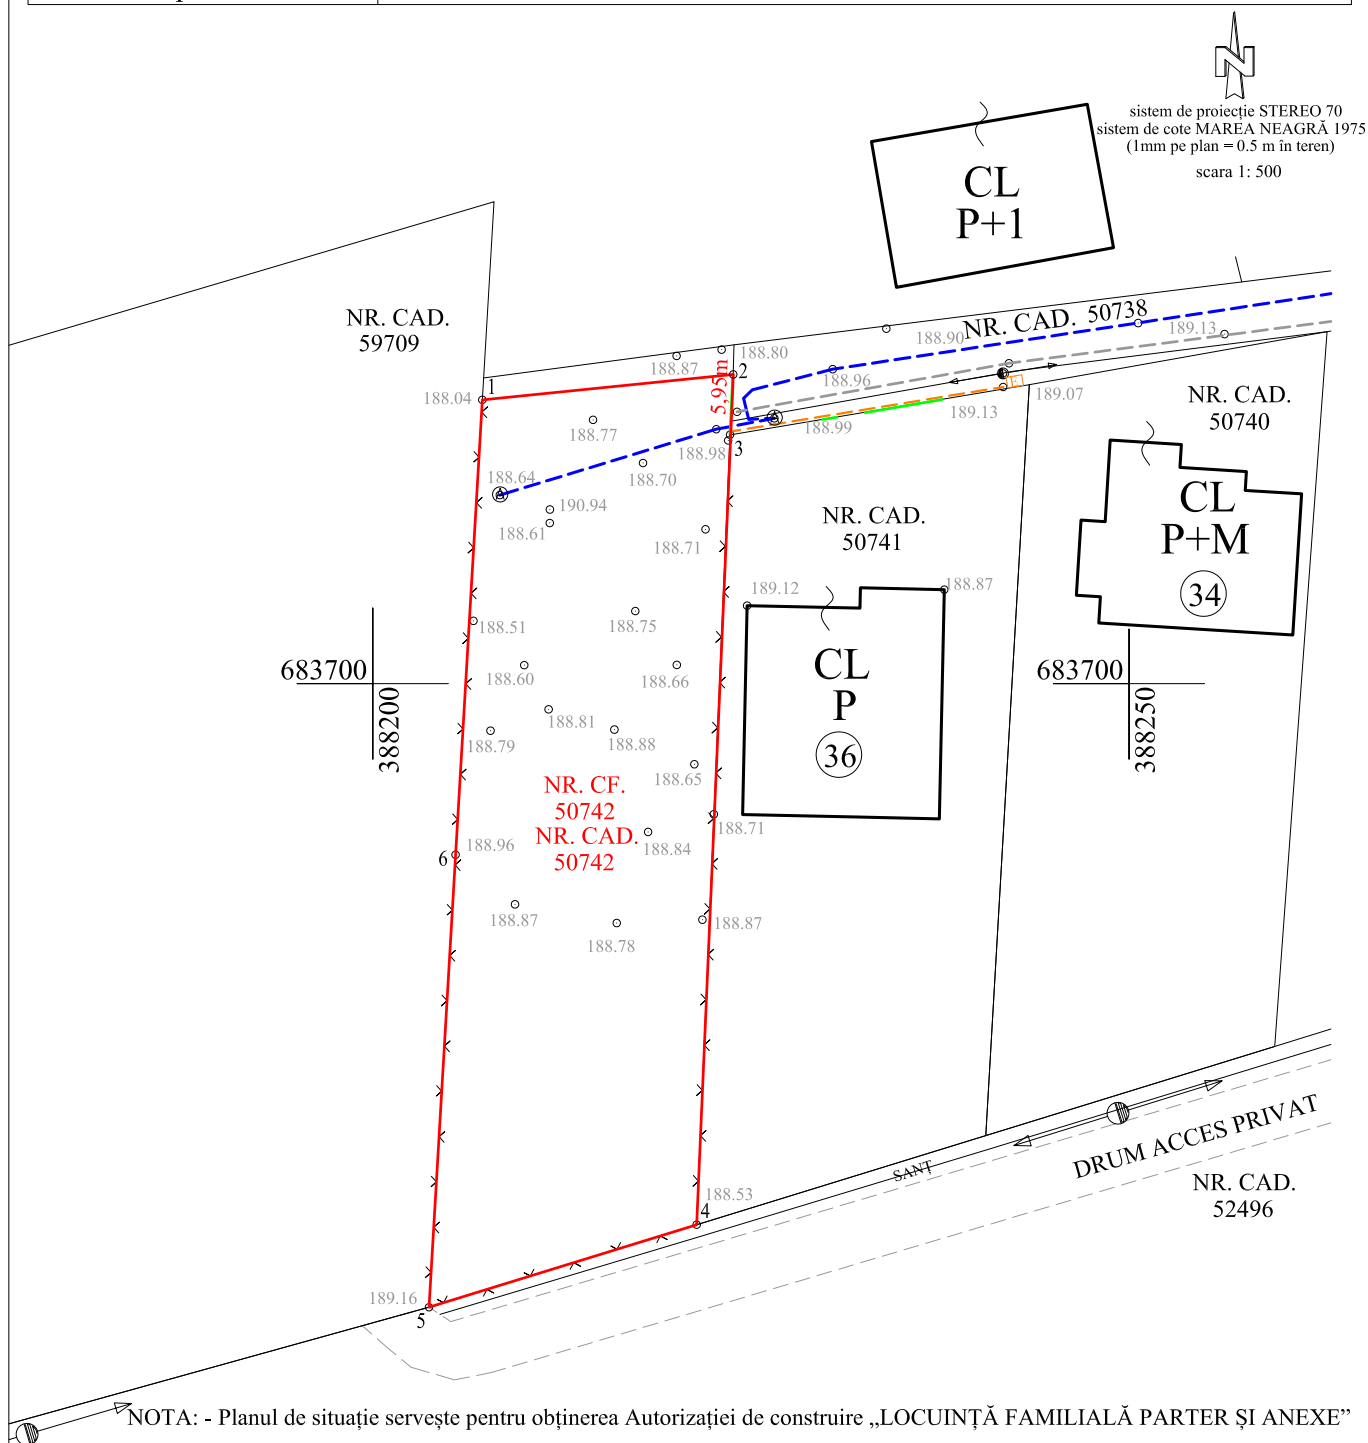 N
sistem de proiecție STEREO 70
sistem de cote MAREA NEAGRĂ 1975
(1mm pe plan = 0.5 m în teren)
scara 1: 500
CL
P+1
NR. CAD.
59709
NR. CAD. 50738
188.90
189.13
188.80
188.87
2
5,95m
188.96
E
189.07
189.13
NR. CAD.
50740
1
188.04
188.77
188.99
188.98
3
188.70
188.64
190.94
188.61
188.71
NR. CAD.
50741
CL
P+M
34
189.12
188.87
188.51
188.75
188.60
188.66
683700
388200
CL
P
36
683700
388250
188.81
188.79
188.88
188.65
NR. CF.
50742
NR. CAD.
50742
188.71
188.84
6
188.96
188.87
188.78
188.87
DRUM ACCES PRIVAT
SANȚ
NR. CAD.
52496
188.53
4
189.16
5
NOTA: - Planul de situație servește pentru obținerea Autorizației de construire „LOCUINȚĂ FAMILIALĂ PARTER ȘI ANEXE”